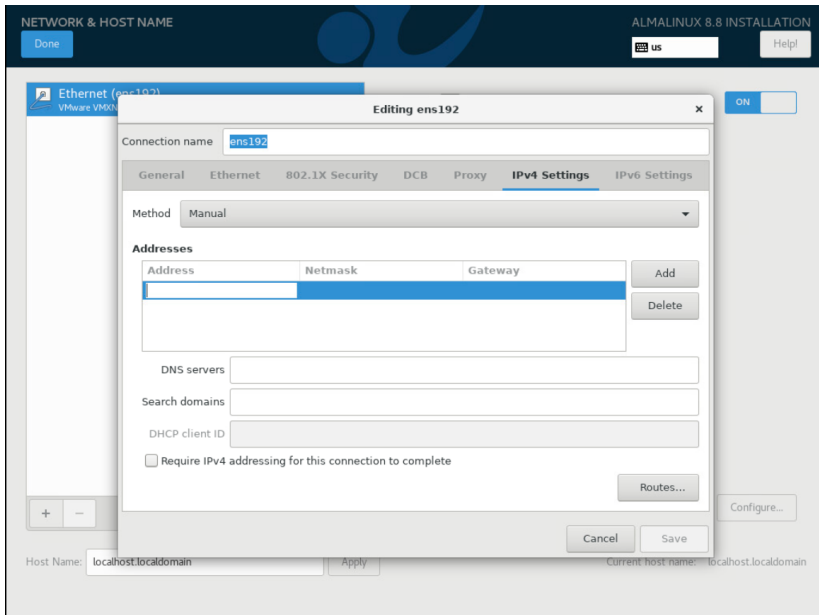 NETWORK & HOST NAME
ALMALINUX 8.8 INSTALLATION
Done
us
Help!
Ethernet (ens192)
VMware VMXN
ON
Editing ens192
Connection name
ens192
General Ethernet 802.1X Security DCB Proxy IPv4 Settings IPv6 Settings
Method Manual
Addresses
Address Netmask Gateway
Add
Delete
DNS servers
Search domains
DHCP client ID
Require IPv4 addressing for this connection to complete
Routes...
Configure...
Cancel Save
Host Name: localhost.localdomain Apply Current host name: localhost.localdomain